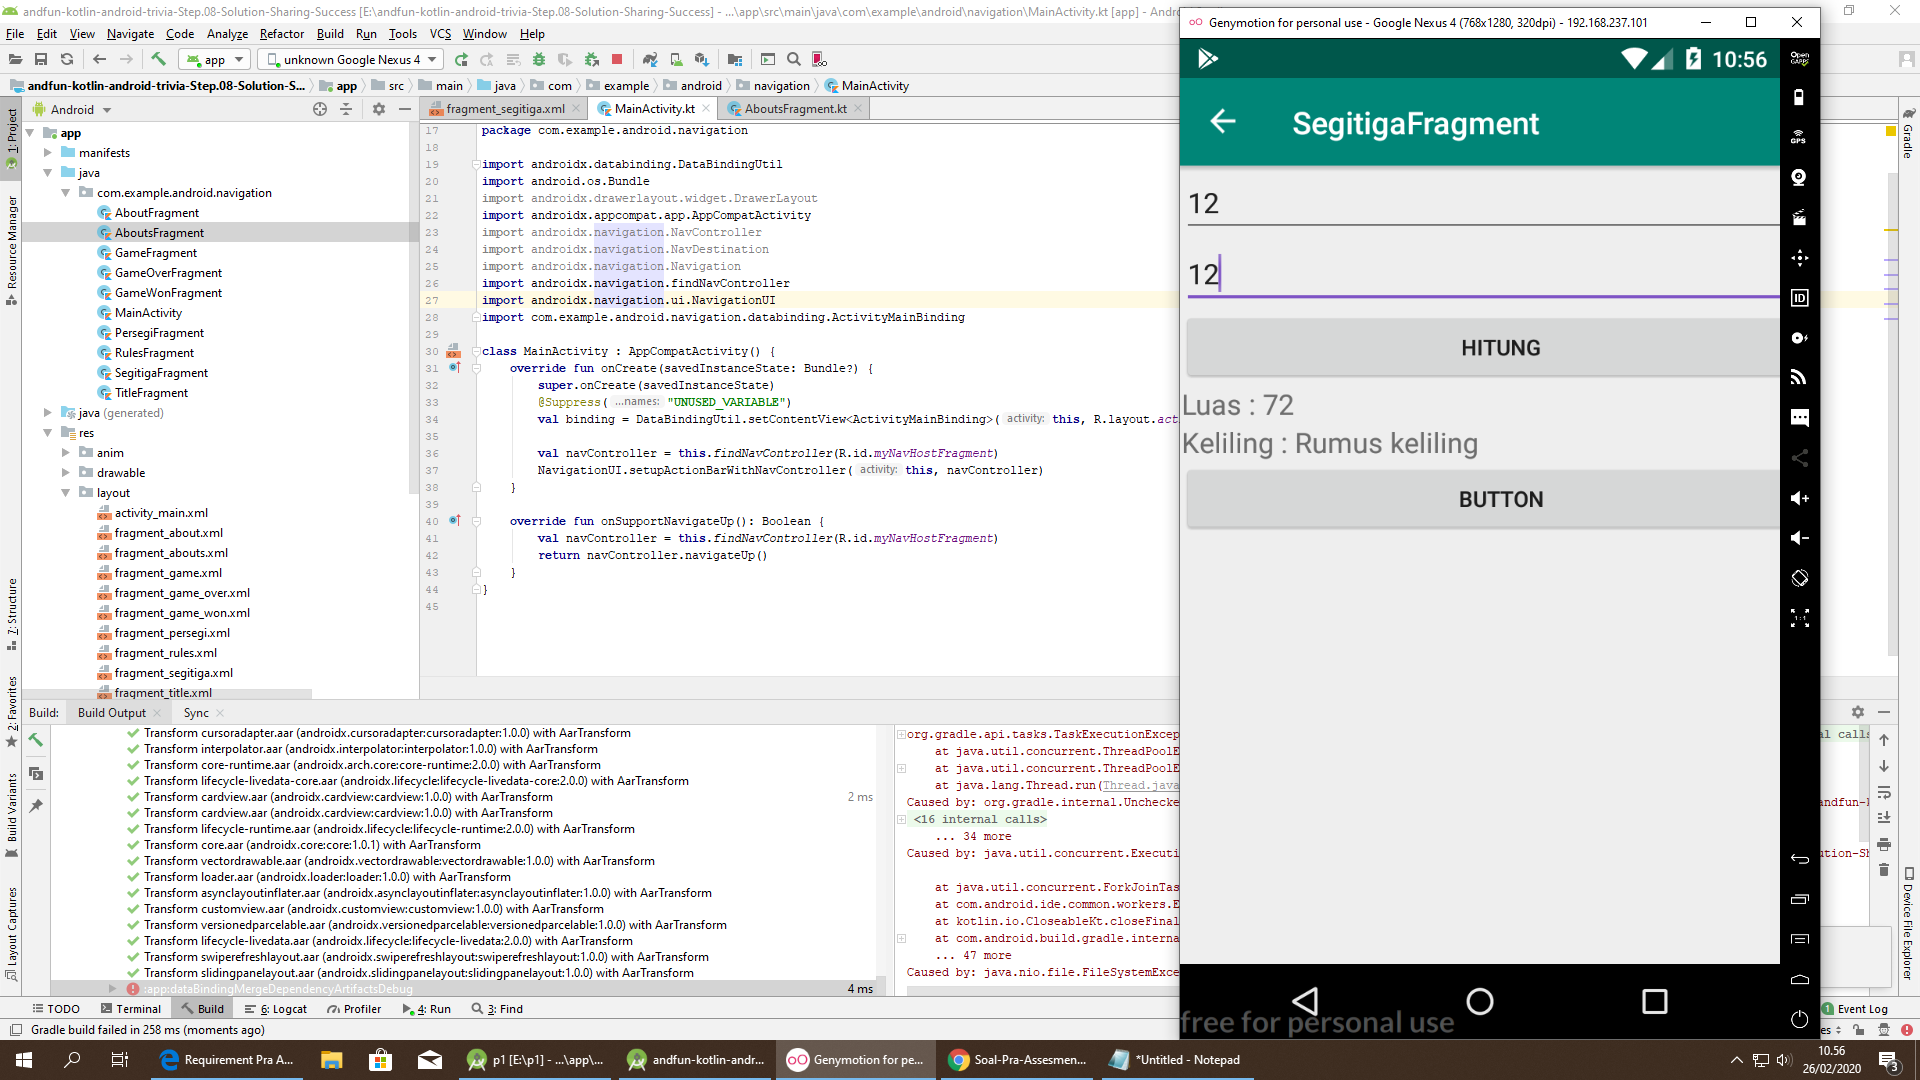 andfun-kotlin-android-trivia-Step.08-Solution-Sharing-Success [E:\andfun-kotlin-android-trivia-Step.08-Solution-Sharing-Success] - ...\app\src\main\java\com\example\android\navigation\MainActivity.kt [app] - Andro
File Edit View Navigate Code Analyze Refactor Build Run Tools VCS Window Help
app unknown Google Nexus 4
andfun-kotlin-android-trivia-Step.08-Solution-S... app src main java com example android navigation MainActivity
Android
fragment_segitiga.xml MainActivity.kt AboutsFragment.kt
1: Project
Resource Manager
7: Structure
2: Favorites
Build Variants
Layout Captures
app
manifests
java
com.example.android.navigation
AboutFragment
AboutsFragment
GameFragment
GameOverFragment
GameWonFragment
MainActivity
PersegiFragment
RulesFragment
SegitigaFragment
TitleFragment
java (generated)
res
anim
drawable
layout
activity_main.xml
fragment_about.xml
fragment_abouts.xml
fragment_game.xml
fragment_game_over.xml
fragment_game_won.xml
fragment_persegi.xml
fragment_rules.xml
fragment_segitiga.xml
fragment_title.xml
17 package com.example.android.navigation
18
19 import androidx.databinding.DataBindingUtil
20 import android.os.Bundle
21 import androidx.drawerlayout.widget.DrawerLayout
22 import androidx.appcompat.app.AppCompatActivity
23 import androidx.navigation.NavController
24 import androidx.navigation.NavDestination
25 import androidx.navigation.Navigation
26 import androidx.navigation.findNavController
27 import androidx.navigation.ui.NavigationUI
28 import com.example.android.navigation.databinding.ActivityMainBinding
29
30 class MainActivity : AppCompatActivity() {
31 override fun onCreate(savedInstanceState: Bundle?) {
32 super.onCreate(savedInstanceState)
33 @Suppress( ...names: "UNUSED_VARIABLE")
34 val binding = DataBindingUtil.setContentView<ActivityMainBinding>( activity: this, R.layout.act
35
36 val navController = this.findNavController(R.id.myNavHostFragment)
37 NavigationUI.setupActionBarWithNavController( activity: this, navController)
38 }
39
40 override fun onSupportNavigateUp(): Boolean {
41 val navController = this.findNavController(R.id.myNavHostFragment)
42 return navController.navigateUp()
43 }
44 }
45
Genymotion for personal use - Google Nexus 4 (768x1280, 320dpi) - 192.168.237.101
10:56
SegitigaFragment
12
12
HITUNG
Luas : 72
Keliling : Rumus keliling
BUTTON
free for personal use
Open GAPPS
GPS
ID
1:1
Gradle
Device File Explorer
Build: Build Output Sync
Transform cursoradapter.aar (androidx.cursoradapter:cursoradapter:1.0.0) with AarTransform
Transform interpolator.aar (androidx.interpolator:interpolator:1.0.0) with AarTransform
Transform core-runtime.aar (androidx.arch.core:core-runtime:2.0.0) with AarTransform
Transform lifecycle-livedata-core.aar (androidx.lifecycle:lifecycle-livedata-core:2.0.0) with AarTransform
Transform cardview.aar (androidx.cardview:cardview:1.0.0) with AarTransform 2 ms
Transform cardview.aar (androidx.cardview:cardview:1.0.0) with AarTransform
Transform lifecycle-runtime.aar (androidx.lifecycle:lifecycle-runtime:2.0.0) with AarTransform
Transform core.aar (androidx.core:core:1.0.1) with AarTransform
Transform vectordrawable.aar (androidx.vectordrawable:vectordrawable:1.0.0) with AarTransform
Transform loader.aar (androidx.loader:loader:1.0.0) with AarTransform
Transform asynclayoutinflater.aar (androidx.asynclayoutinflater:asynclayoutinflater:1.0.0) with AarTransform
Transform customview.aar (androidx.customview:customview:1.0.0) with AarTransform
Transform versionedparcelable.aar (androidx.versionedparcelable:versionedparcelable:1.0.0) with AarTransform
Transform lifecycle-livedata.aar (androidx.lifecycle:lifecycle-livedata:2.0.0) with AarTransform
Transform swiperefreshlayout.aar (androidx.swiperefreshlayout:swiperefreshlayout:1.0.0) with AarTransform
Transform slidingpanelayout.aar (androidx.slidingpanelayout:slidingpanelayout:1.0.0) with AarTransform
:app:dataBindingMergeDependencyArtifactsDebug 4 ms
org.gradle.api.tasks.TaskExecutionExcep al calls
at java.util.concurrent.ThreadPoolE
at java.util.concurrent.ThreadPoolE
at java.lang.Thread.run(Thread.java
Caused by: org.gradle.internal.Unchecke andfun-k
<16 internal calls>
... 34 more
Caused by: java.util.concurrent.Executi ution-Sh
at java.util.concurrent.ForkJoinTas
at com.android.ide.common.workers.E
at kotlin.io.CloseableKt.closeFinal
at com.android.build.gradle.interna
... 47 more
Caused by: java.nio.file.FileSystemExce
TODO Terminal Build 6: Logcat Profiler 4: Run 3: Find 1 Event Log
Gradle build failed in 258 ms (moments ago) es
Requirement Pra A... p1 [E:\p1] - ...\app\... andfun-kotlin-andr... Genymotion for pe... Soal-Pra-Assesmen... *Untitled - Notepad
10.56
26/02/2020
3